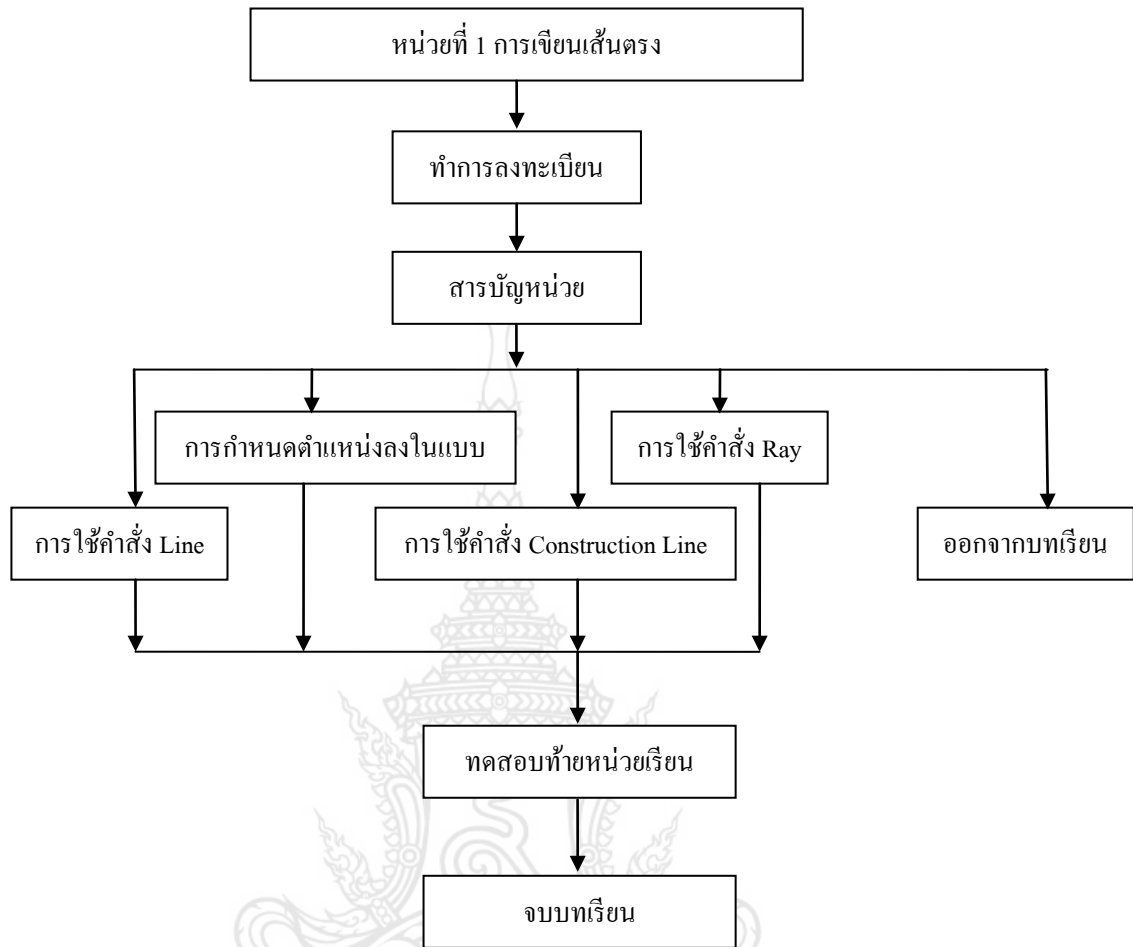 หน่วยที่ 1 การเขียนเส้นตรง
ทำการลงทะเบียน
สารบัญหน่วย
การกำหนดตำแหน่งลงในแบบ
การใช้คำสั่ง Ray
การใช้คำสั่ง Line
การใช้คำสั่ง Construction Line
ออกจากบทเรียน
ทดสอบท้ายหน่วยเรียน
จบบทเรียน